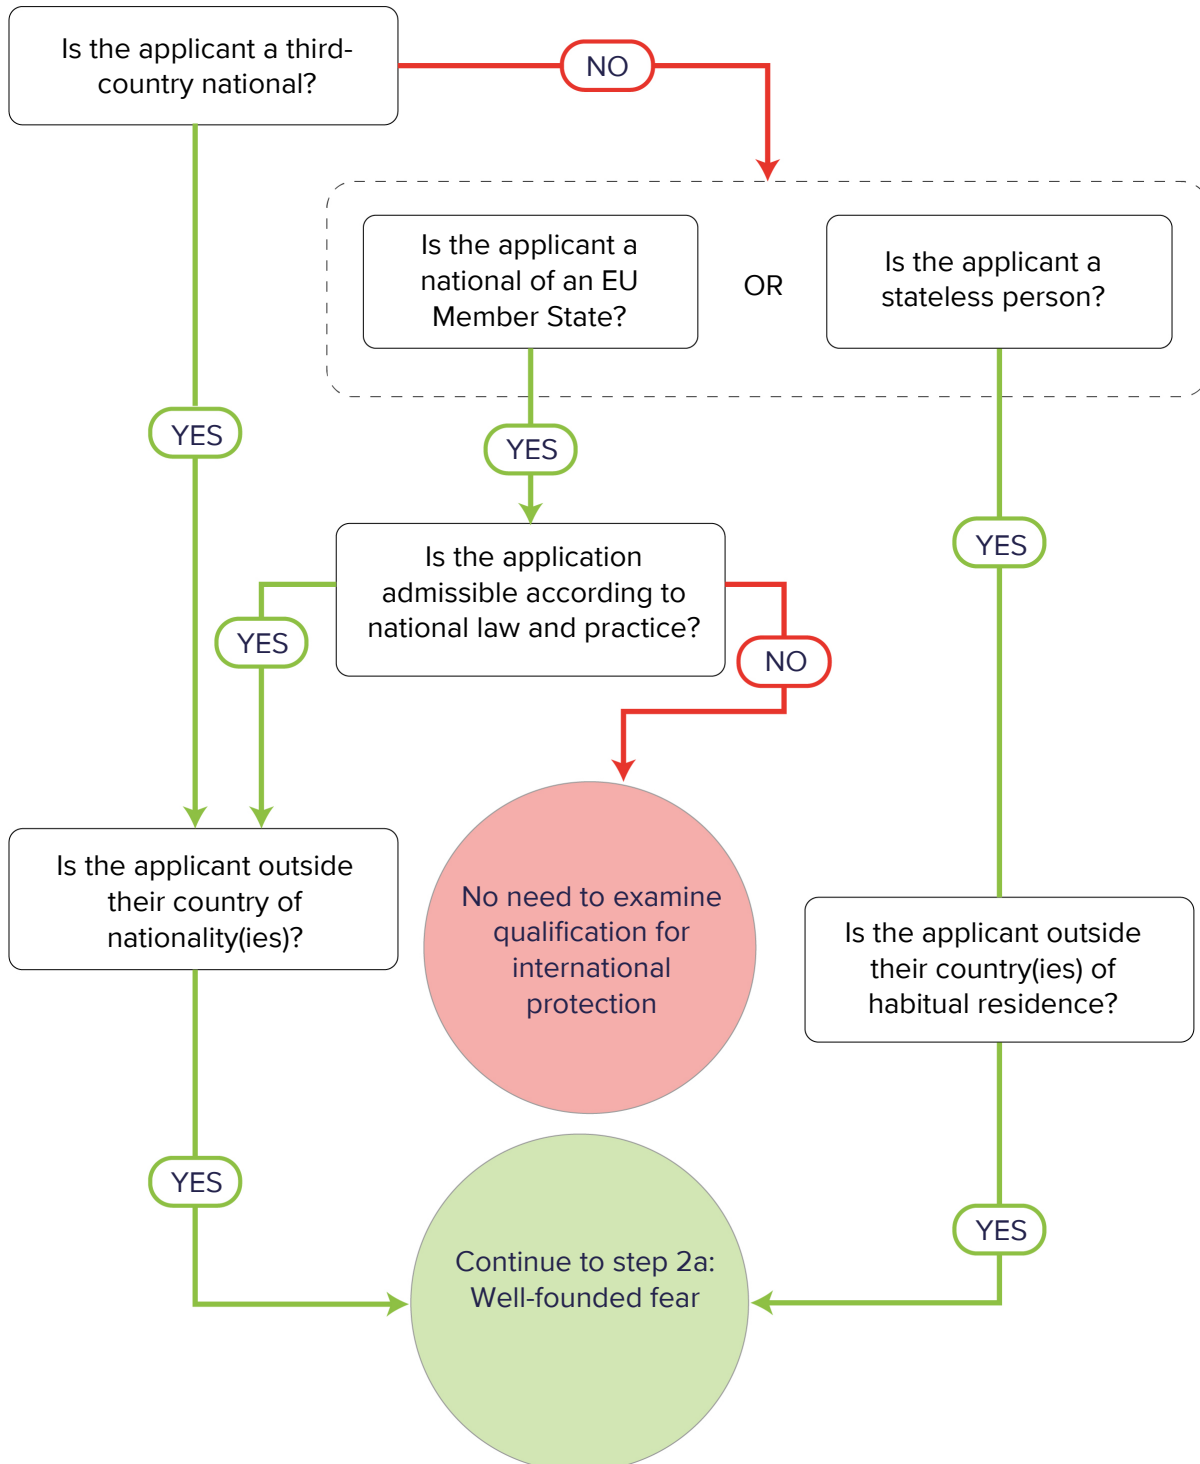 Is the applicant a third-
country national?
NO
Is the applicant a
national of an EU
Member State?
OR
Is the applicant a
stateless person?
YES
YES
YES
Is the application
admissible according to
national law and practice?
YES
NO
Is the applicant outside
their country of
nationality(ies)?
No need to examine
qualification for
international
protection
Is the applicant outside
their country(ies) of
habitual residence?
YES
YES
Continue to step 2a:
Well-founded fear